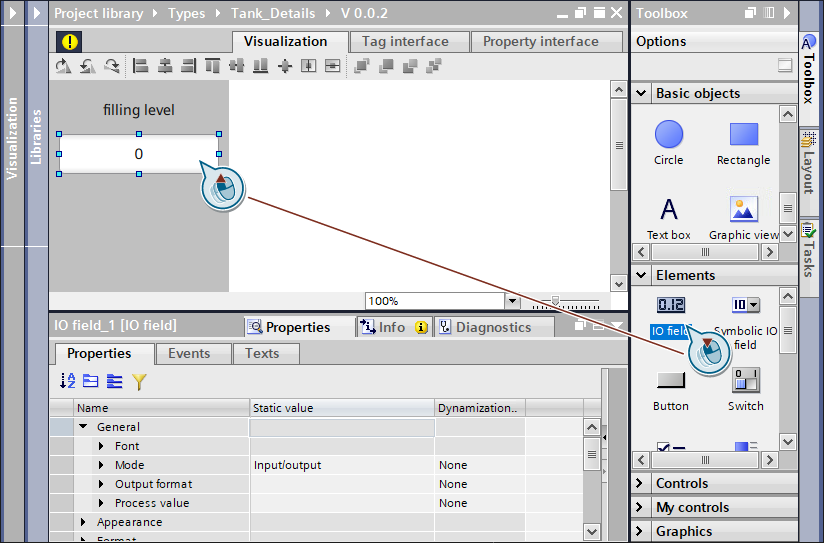 Project library > Types > Tank_Details > V 0.0.2
Visualization
Tag interface
Property interface
Visualization
Libraries
filling level
0
100%
IO field_1 [IO field]
Properties
Info
Diagnostics
Properties
Events
Texts
Name
Static value
Dynamization..
General
Font
Mode
Input/output
None
Output format
None
Process value
None
Appearance
Format
Toolbox
Options
Basic objects
Circle
Rectangle
Text box
Graphic view
Elements
0.12
10
IO field
Symbolic IO
field
Button
Switch
0 1
Controls
My controls
Graphics
Toolbox
Layout
Tasks